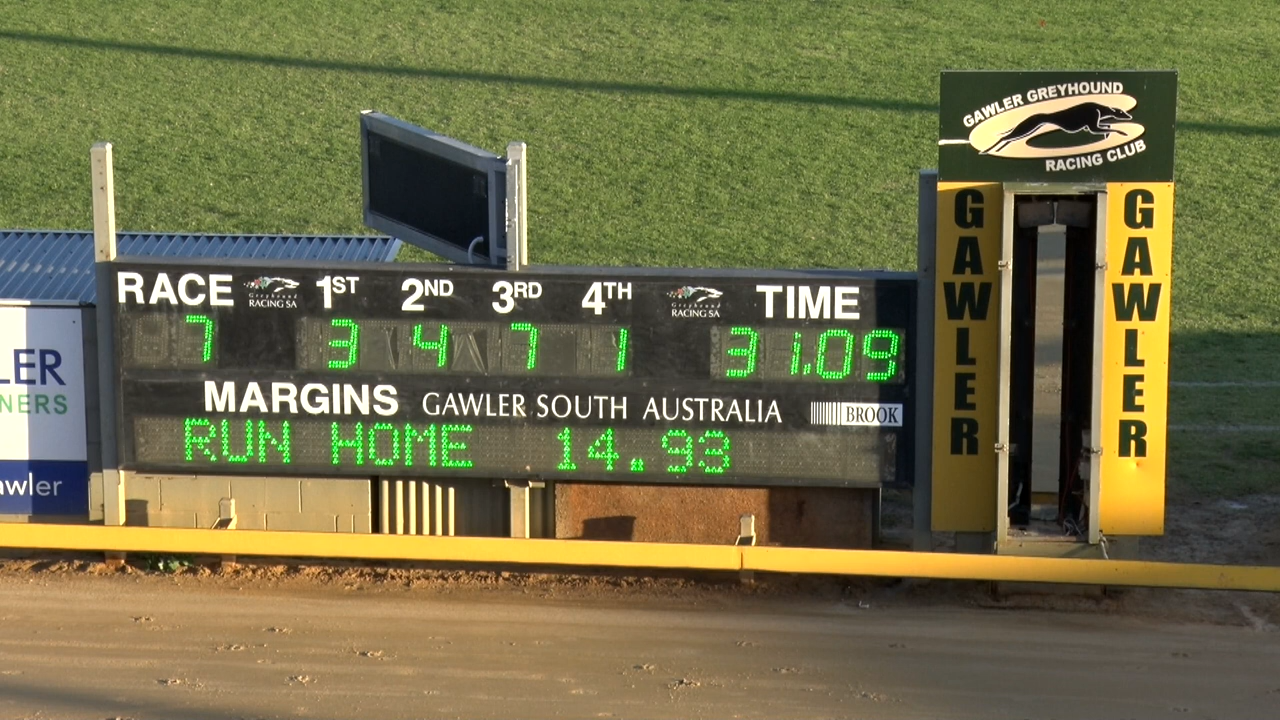 GAWLER GREYHOUND
RACING CLUB
GAWLER
GAWLER
RACE
Greyhound
RACING SA
1ST
2ND
3RD
4TH
Greyhound
RACING SA
TIME
7
3
4
7
1
31.09
MARGINS
GAWLER SOUTH AUSTRALIA
BROOK
RUN HOME 14.93
LER
NERS
awler